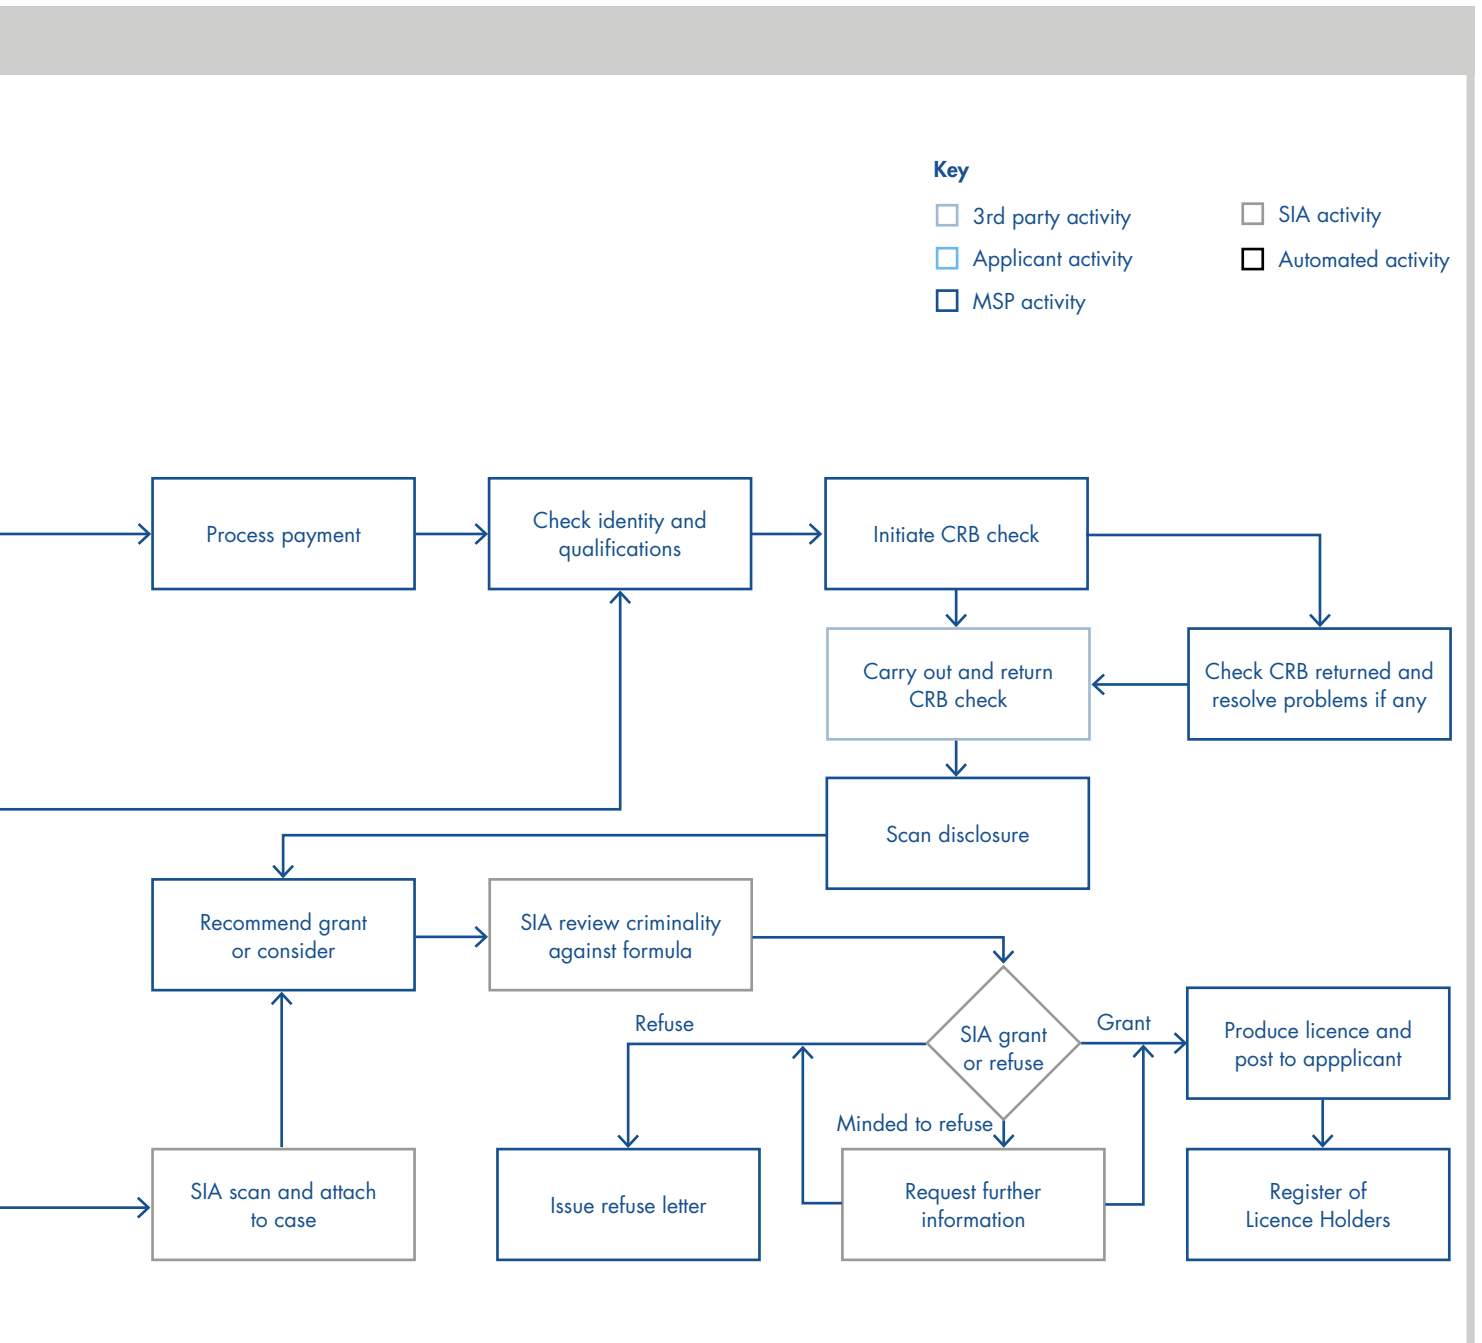 Key
3rd party activity
SIA activity
Applicant activity
Automated activity
MSP activity
Process payment
Check identity and
qualifications
Initiate CRB check
Carry out and return
CRB check
Check CRB returned and
resolve problems if any
Scan disclosure
Recommend grant
or consider
SIA review criminality
against formula
Refuse
SIA grant
or refuse
Grant
Produce licence and
post to appplicant
Minded to refuse
SIA scan and attach
to case
Issue refuse letter
Request further
information
Register of
Licence Holders